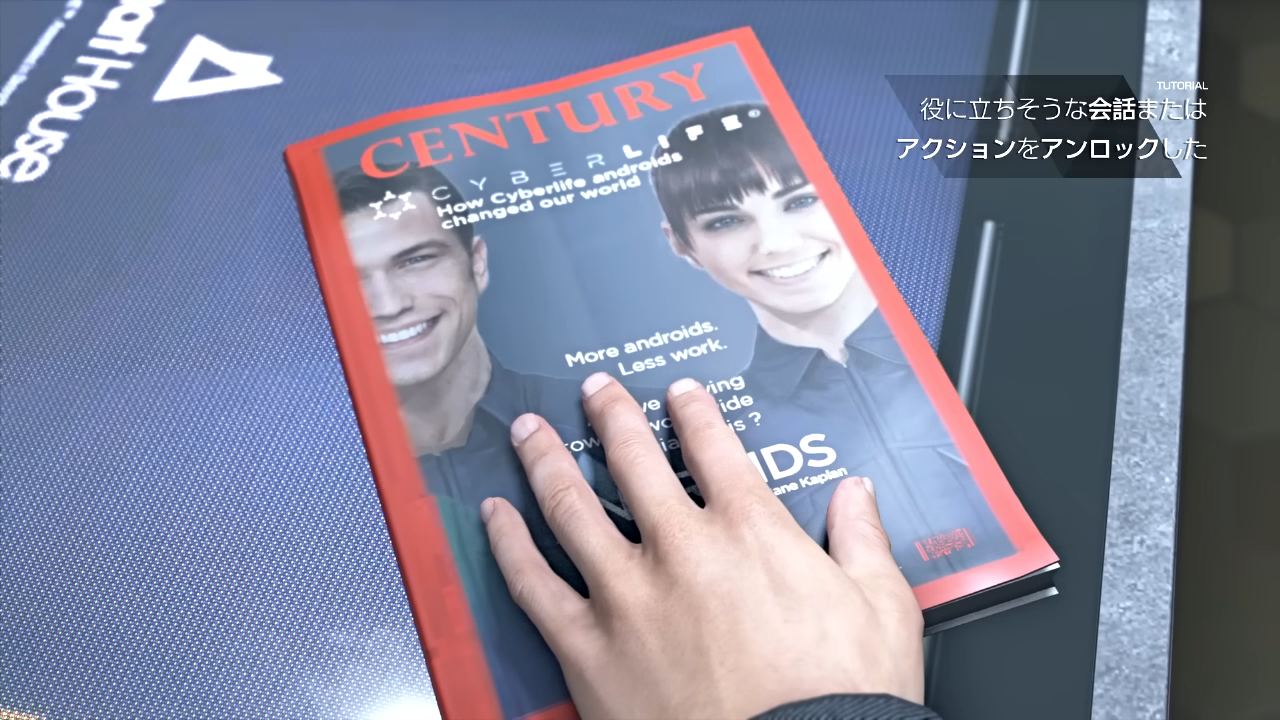 House
CENTURY
CYBERLIFE
How Cyberlife androids
changed our world
More androids.
Less work.
is ?
Kaplan
TUTORIAL
役に立ちそうな会話または
アクションをアンロックした